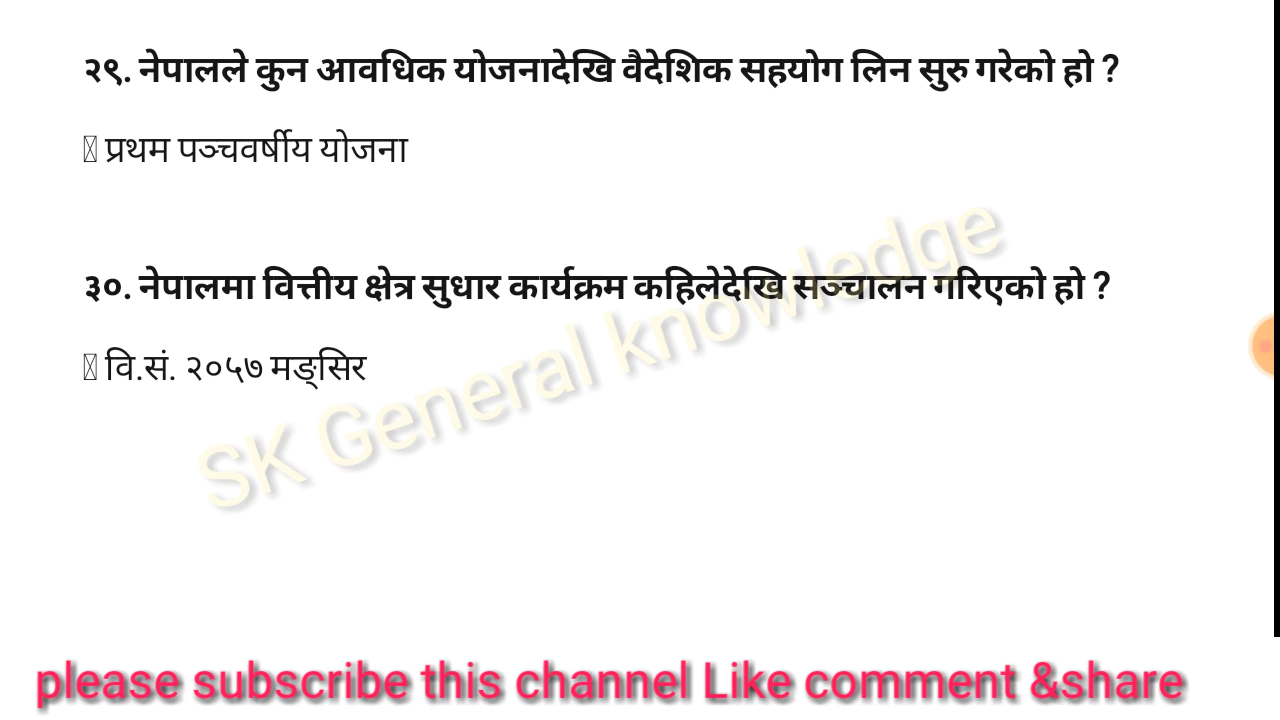 २९. नेपालले कुन आवधिक योजनादेखि वैदेशिक सहयोग लिन सुरु गरेको हो ?
प्रथम पञ्चवर्षीय योजना
३०. नेपालमा वित्तीय क्षेत्र सुधार कार्यक्रम कहिलेदेखि सञ्चालन गरिएको हो ?
वि.सं. २०५७ मङ्सिर
SK General knowledge
please subscribe this channel Like comment &share